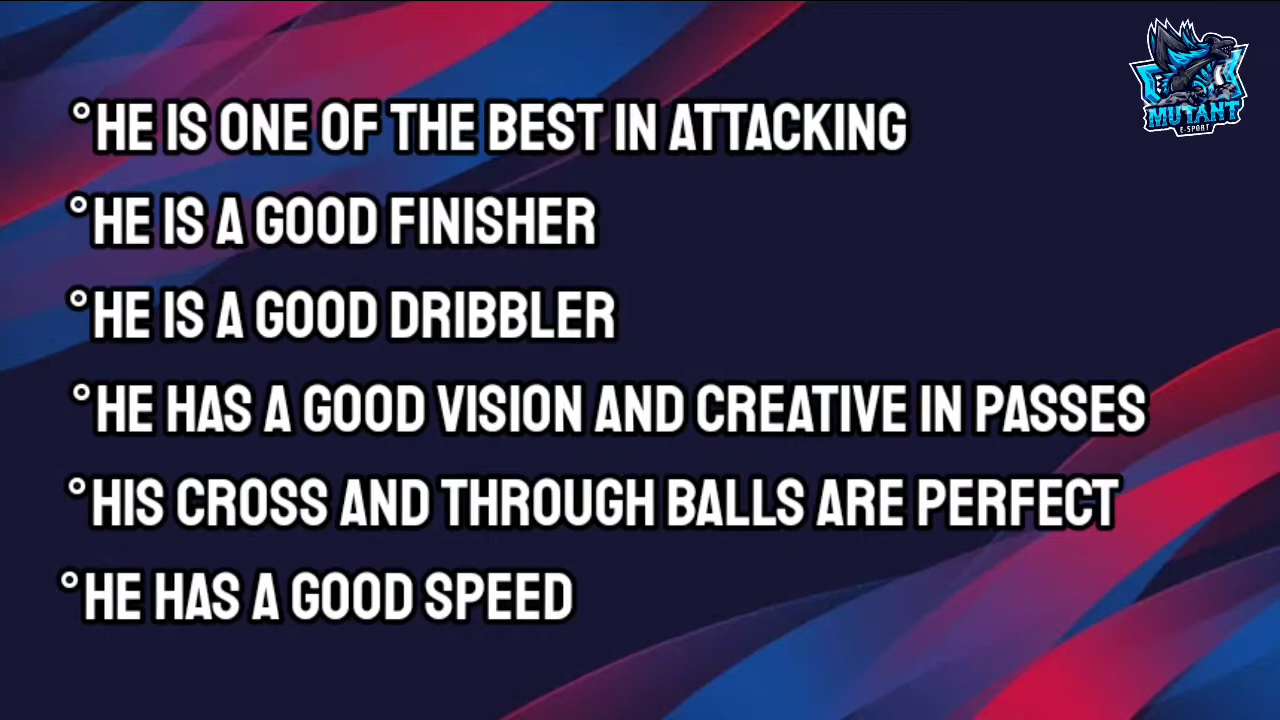 °HE IS ONE OF THE BEST IN ATTACKING
°HE IS A GOOD FINISHER
°HE IS A GOOD DRIBBLER
°HE HAS A GOOD VISION AND CREATIVE IN PASSES
°HIS CROSS AND THROUGH BALLS ARE PERFECT
°HE HAS A GOOD SPEED
MUTANT
E-SPORT